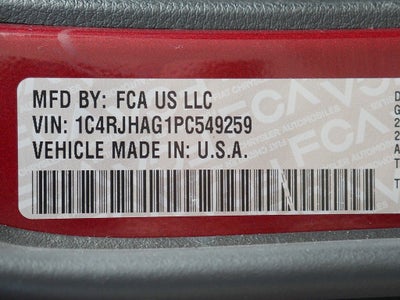 MFD BY: FCA US LLC
VIN: 1C4RJHAG1PC549259
VEHICLE MADE IN: U.S.A.